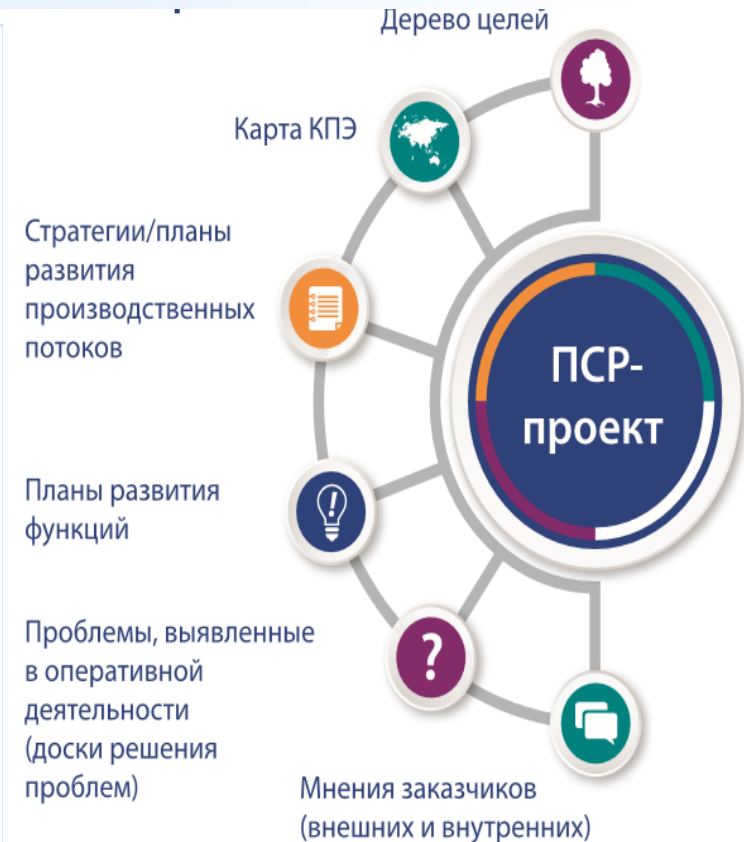 Дерево целей
Карта КПЭ
Стратегии/планы
развития
производственных
потоков
ПСР-
проект
Планы развития
функций
Проблемы, выявленные
в оперативной
деятельности
(доски решения
проблем)
?
Мнения заказчиков
(внешних и внутренних)